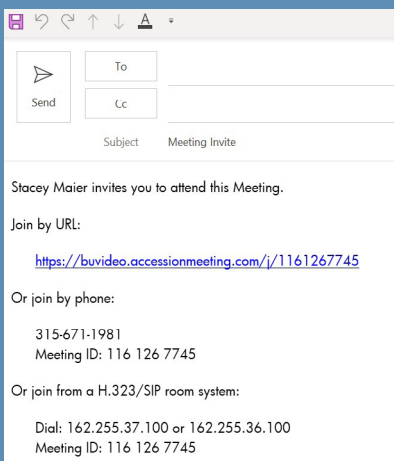 A
To
Send
Cc
Subject Meeting Invite
Stacey Maier invites you to attend this Meeting.
Join by URL:
https://buvideo.accessionmeeting.com/j/1161267745
Or join by phone:
315-671-1981
Meeting ID: 116 126 7745
Or join from a H.323/SIP room system:
Dial: 162.255.37.100 or 162.255.36.100
Meeting ID: 116 126 7745